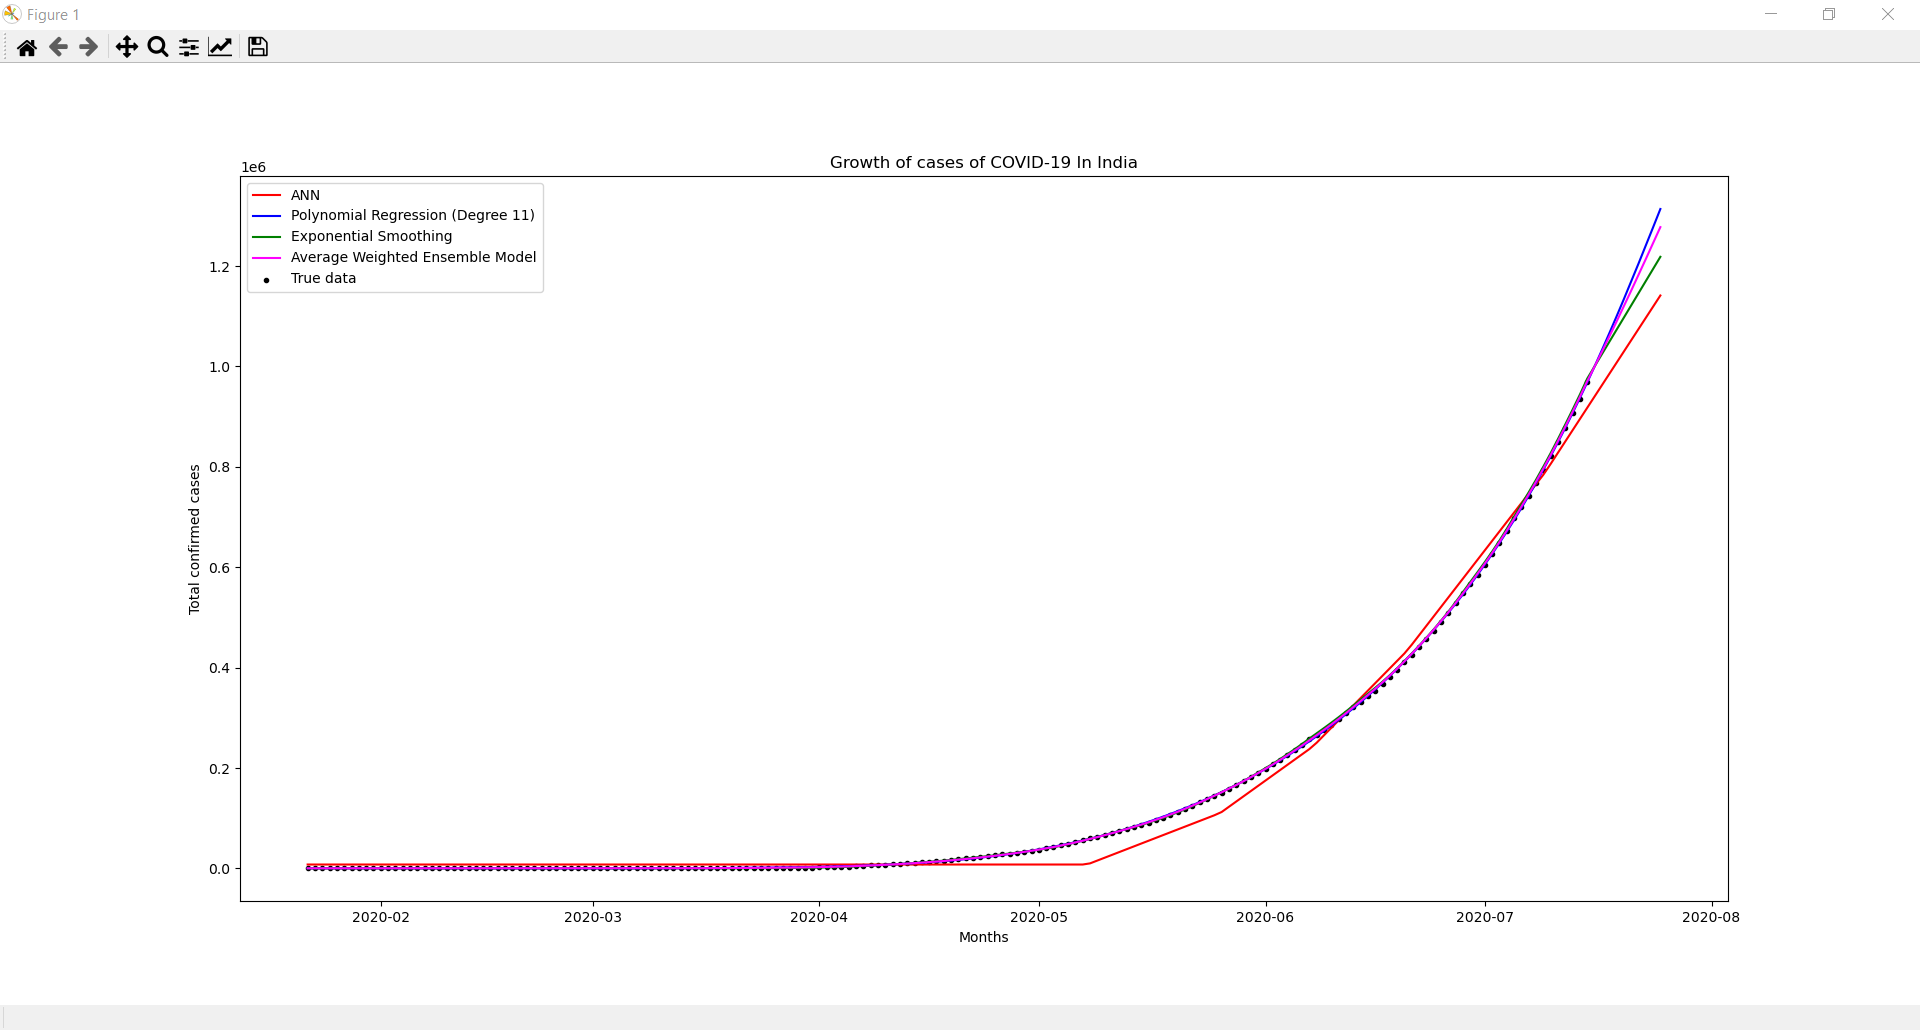 Figure 1
Growth of cases of COVID-19 In India
1e6
ANN
Polynomial Regression (Degree 11)
Exponential Smoothing
Average Weighted Ensemble Model
True data
1.2
1.0
0.8
0.6
0.4
0.2
0.0
Total confirmed cases
2020-02 2020-03 2020-04 2020-05 2020-06 2020-07 2020-08
Months